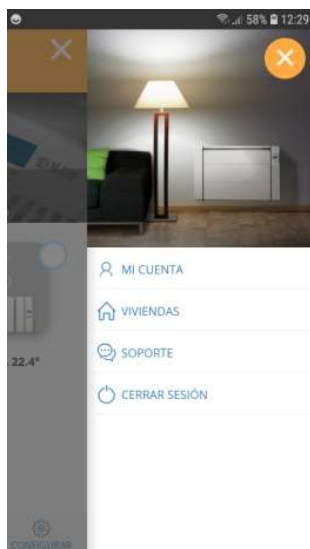 58% 12:29
MI CUENTA
VIVIENDAS
SOPORTE
22.4°
CERRAR SESIÓN
CONFIGURAR